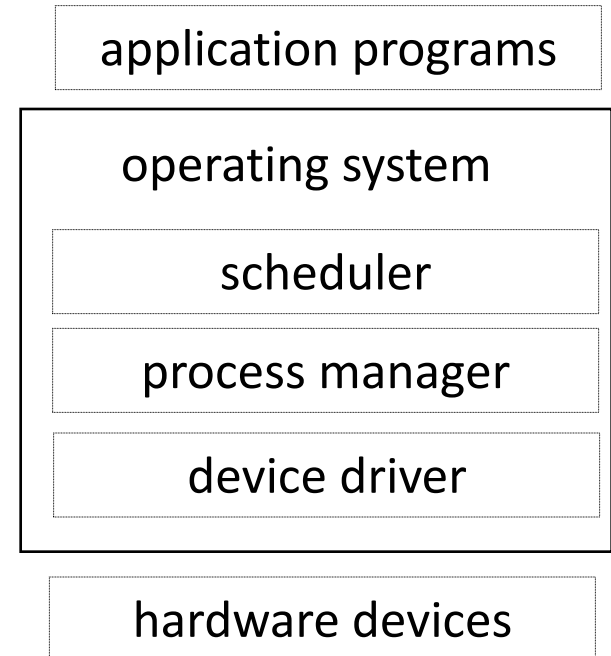 application programs
operating system
scheduler
process manager
device driver
hardware devices